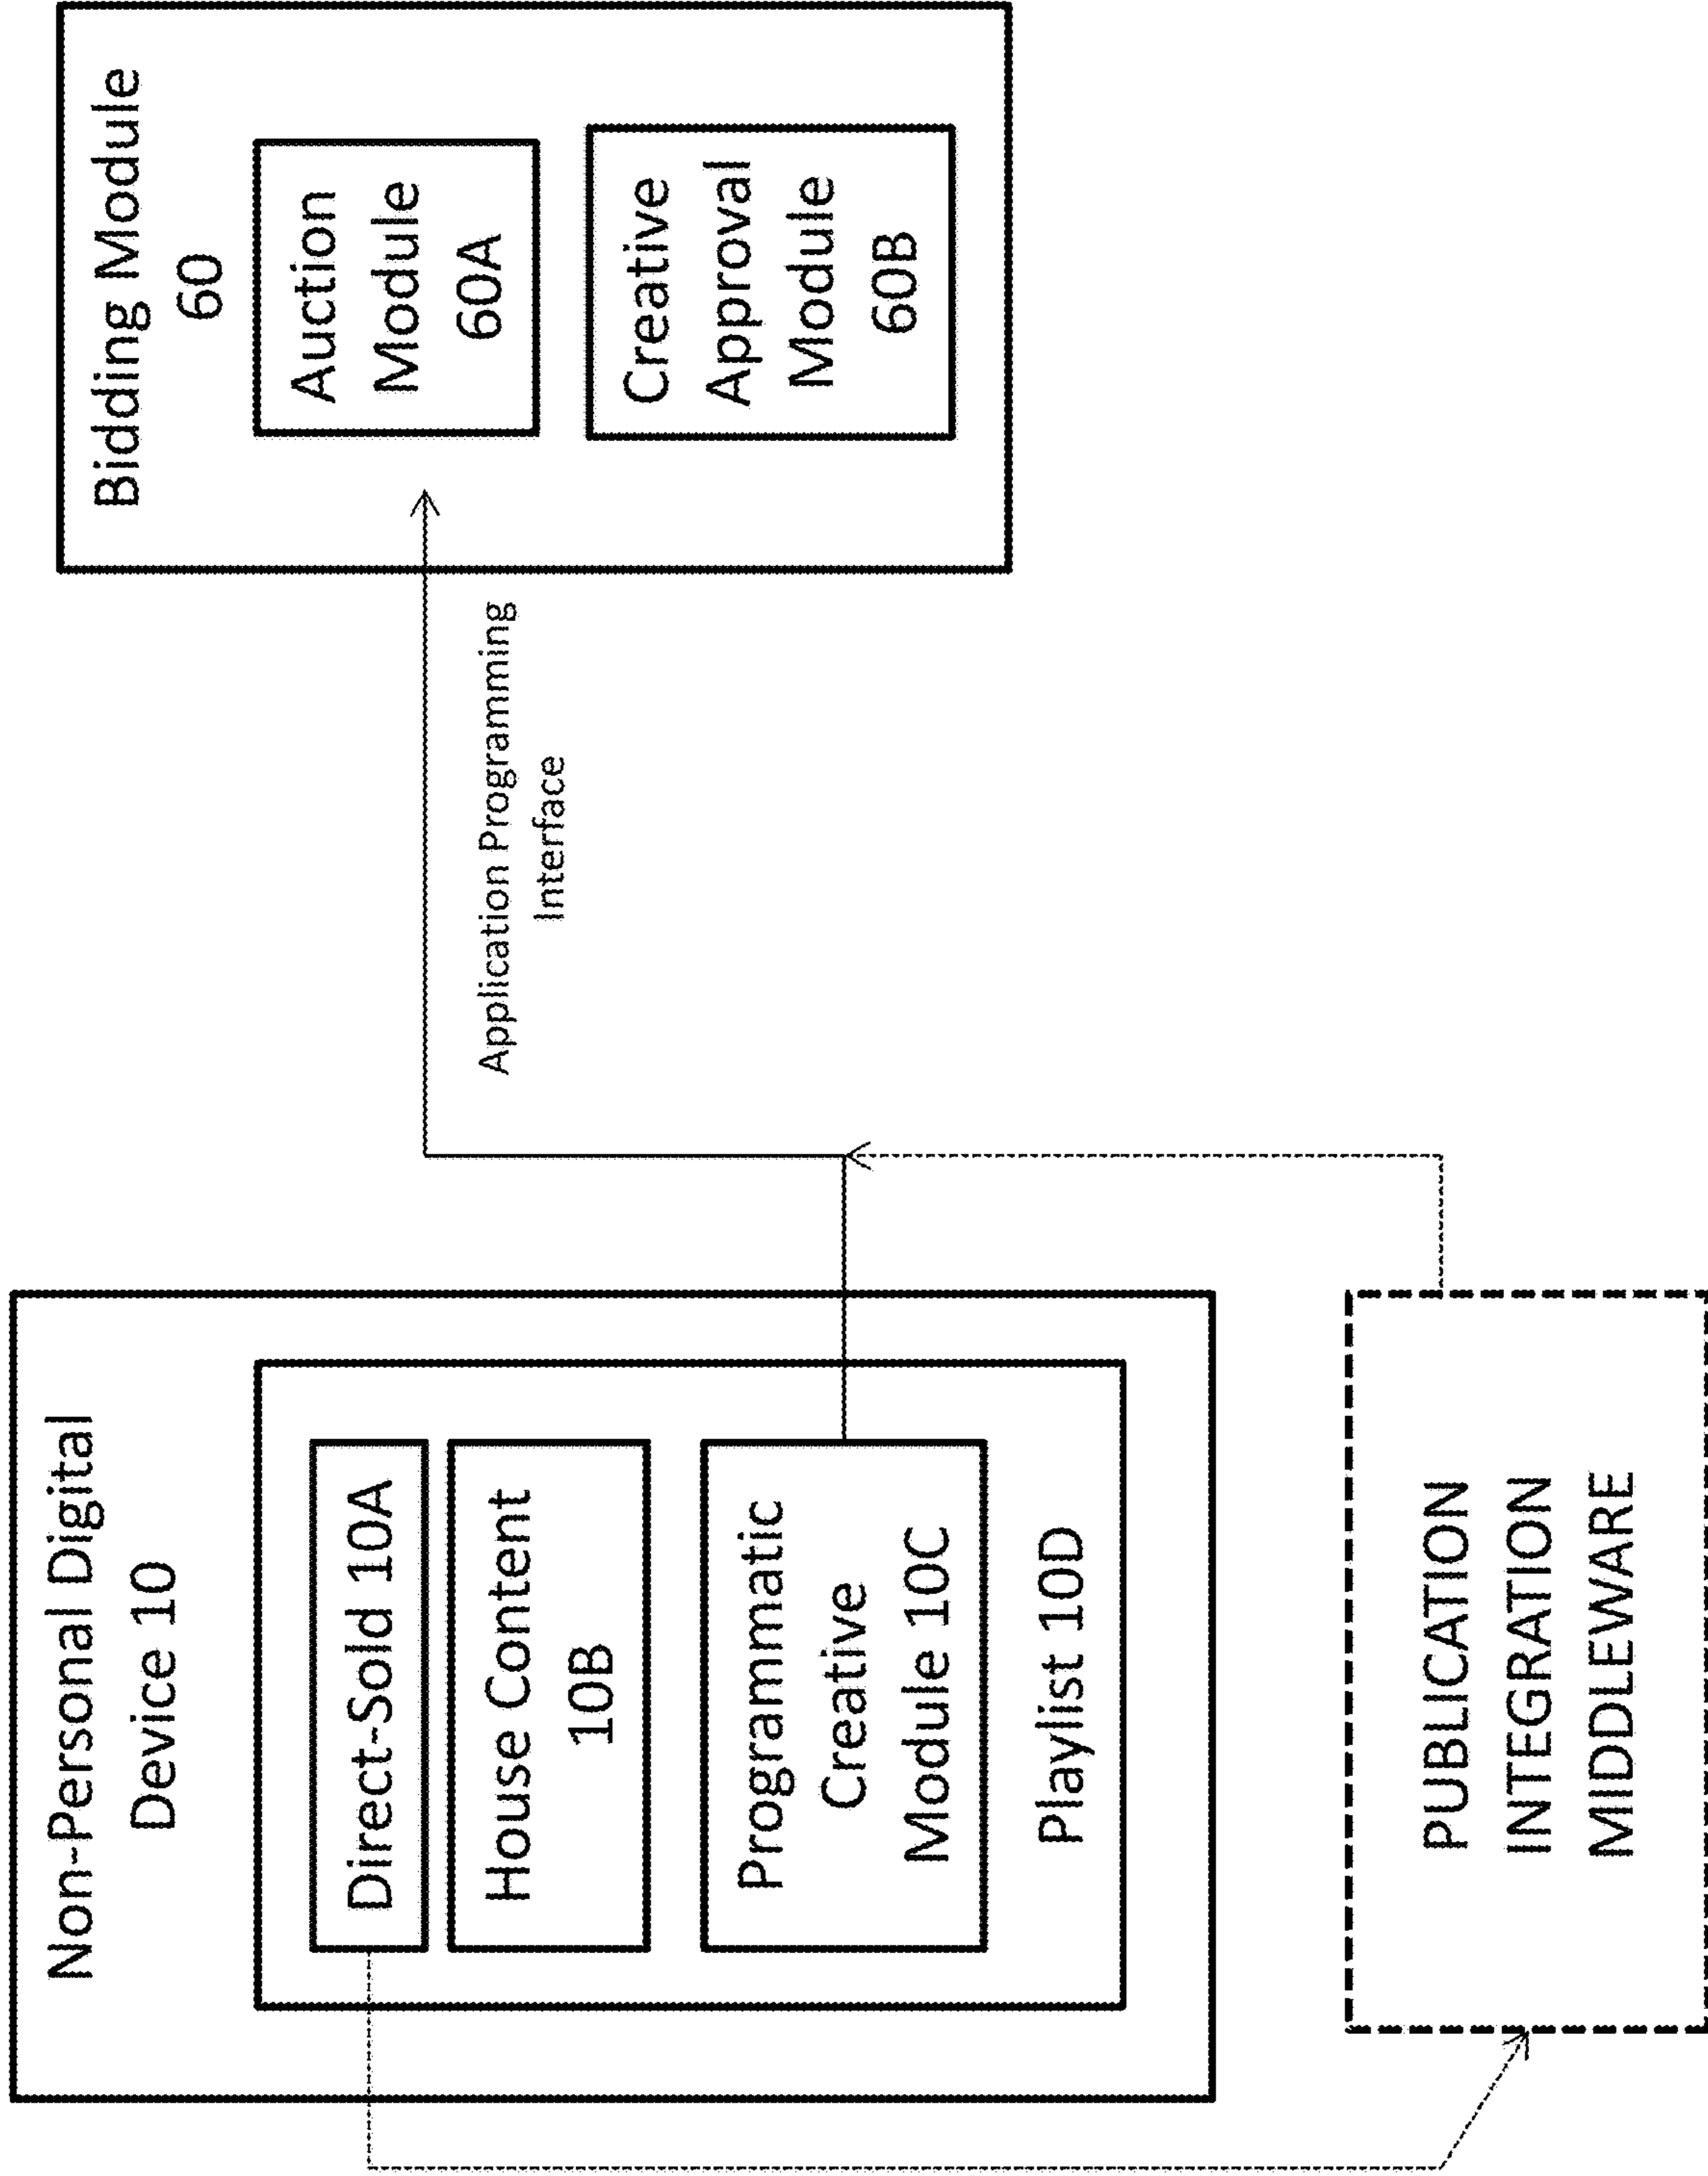 Non-Personal Digital
Device 10
Direct-Sold 10A
House Content
10B
Programmatic
Creative
Module 10C
Playlist 10D
PUBLICATION
INTEGRATION
MIDDLEWARE
Application Programming
Interface
Bidding Module
60
Auction
Module
60A
Creative
Approval
Module
60B